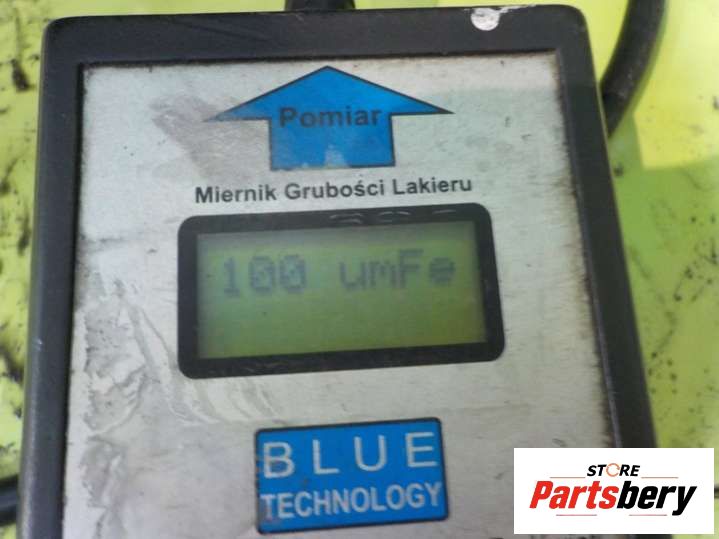 Pomiar
Miernik Grubości Lakieru
100 umFe
BLUE
TECHNOLOGY
STORE
Partsbery